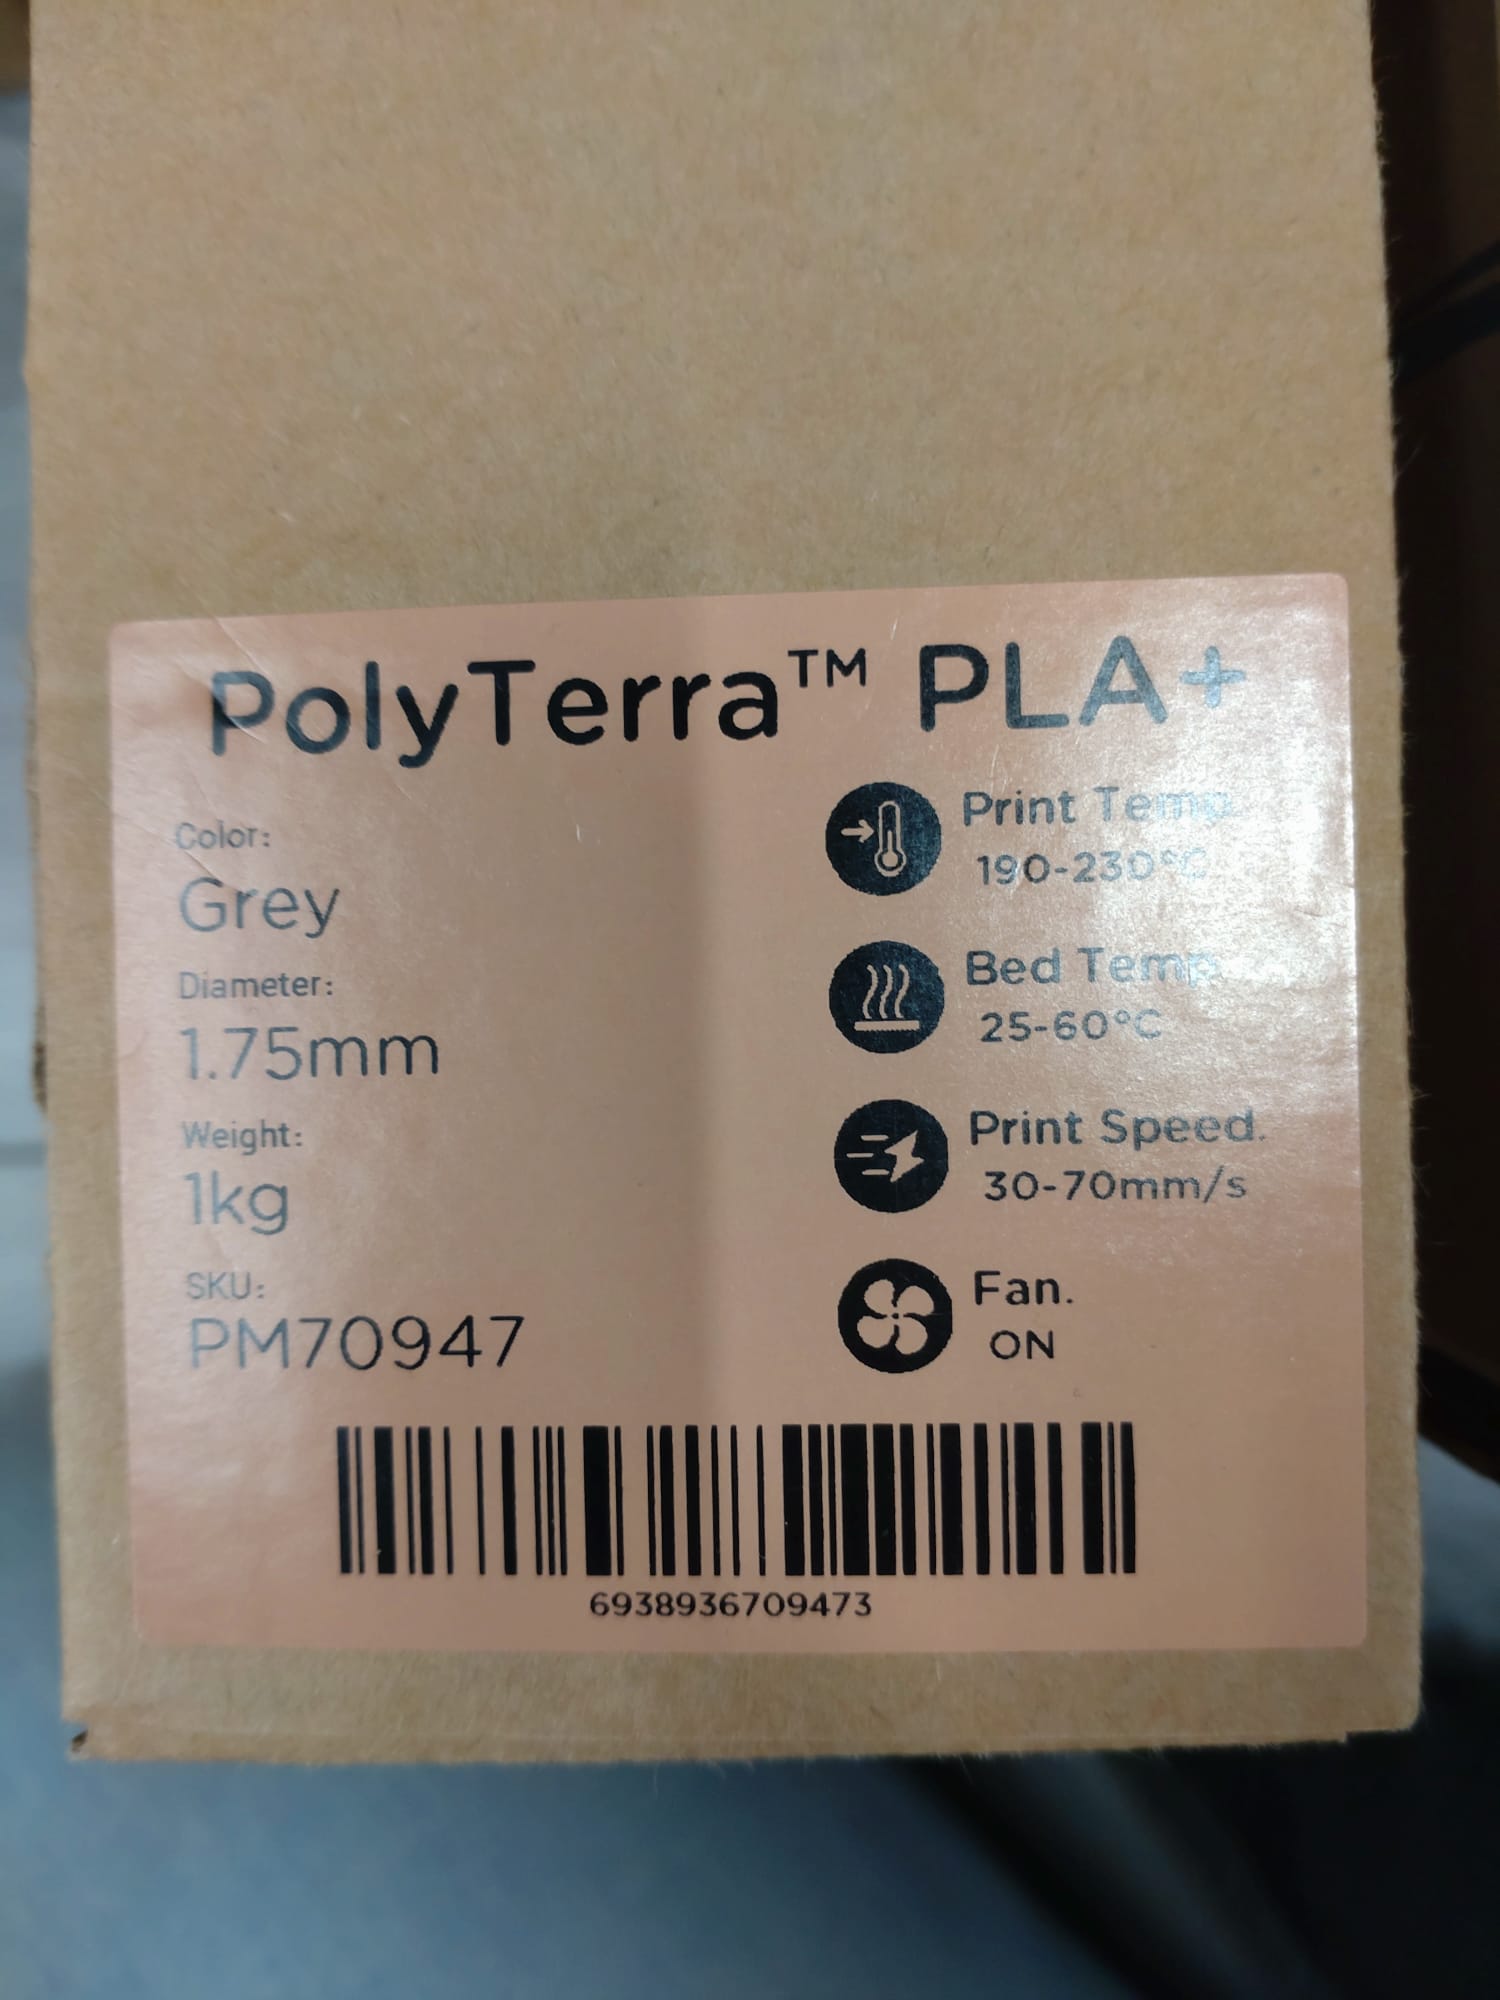 PolyTerra™ PLA+
Color:
Grey
Diameter:
1.75mm
Weight:
1kg
SKU:
PM70947
Print Temp.
190-230°C
Bed Temp.
25-60°C
Print Speed.
30-70mm/s
Fan.
ON
6938936709473